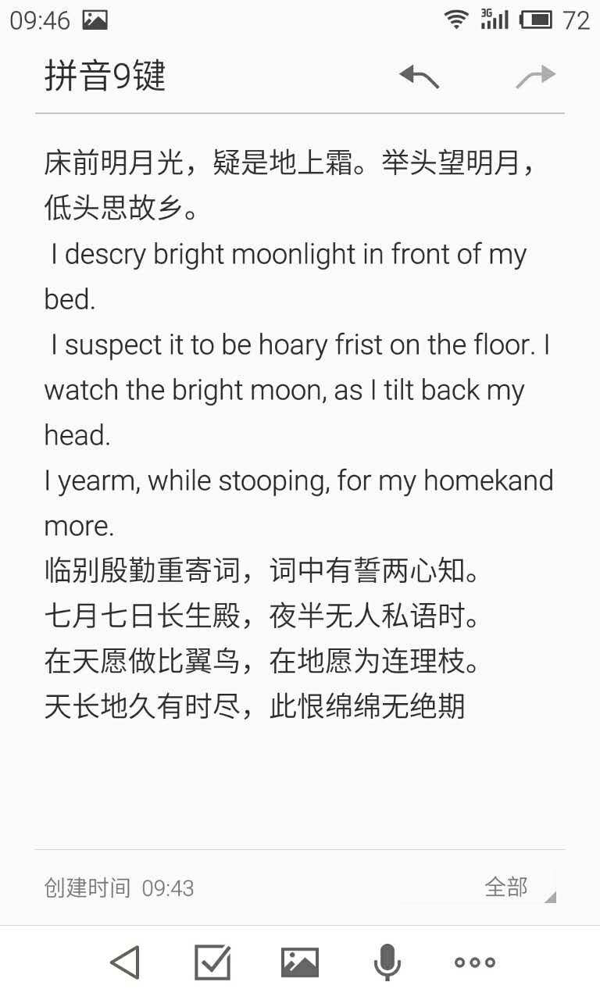 09:46 3G 72
拼音9键
床前明月光，疑是地上霜。举头望明月，
低头思故乡。
I descry bright moonlight in front of my
bed.
I suspect it to be hoary frist on the floor. I
watch the bright moon, as I tilt back my
head.
I yearm, while stooping, for my homekand
more.
临别殷勤重寄词，词中有誓两心知。
七月七日长生殿，夜半无人私语时。
在天愿做比翼鸟，在地愿为连理枝。
天长地久有时尽，此恨绵绵无绝期
创建时间 09:43 全部